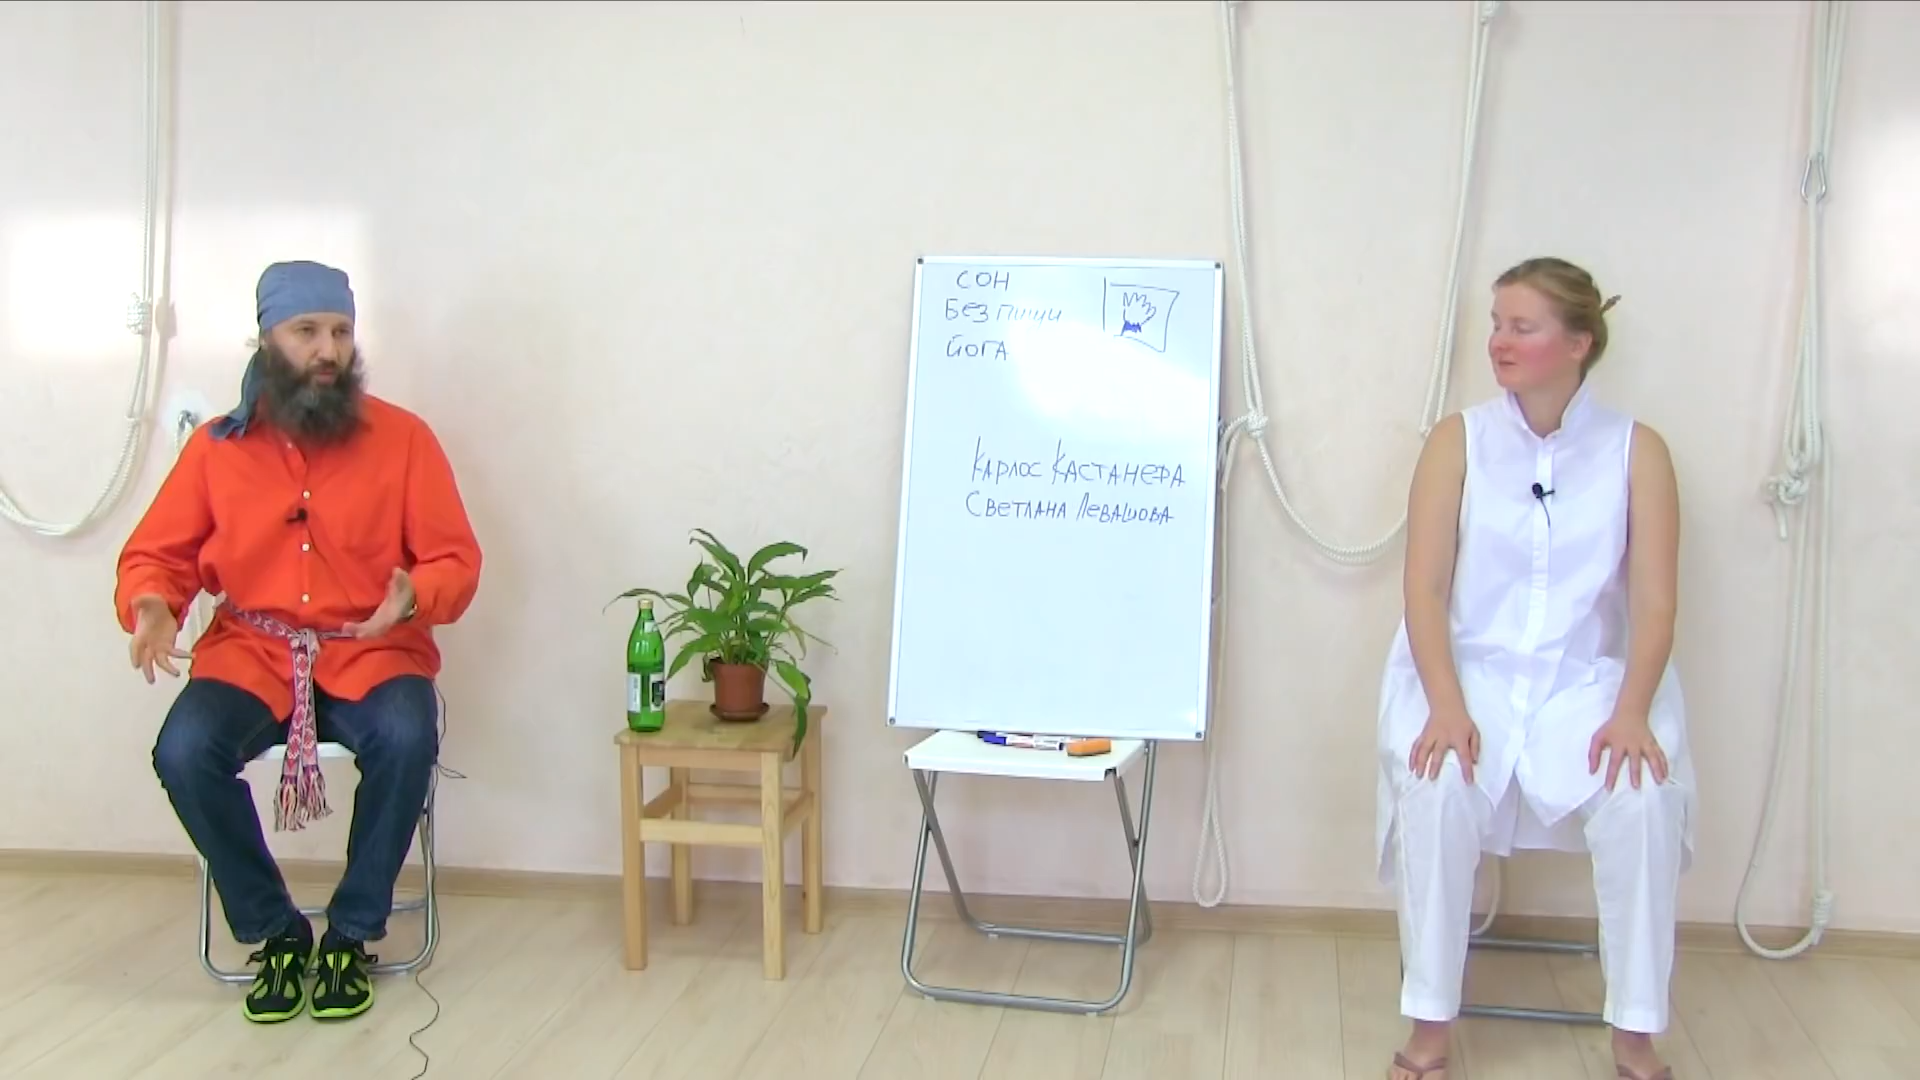 СОН
БЕЗ ПИЩИ
ЙОГА
КАРЛОС КАСТАНЕДА
СВЕТЛАНА ЛЕВАШОВА